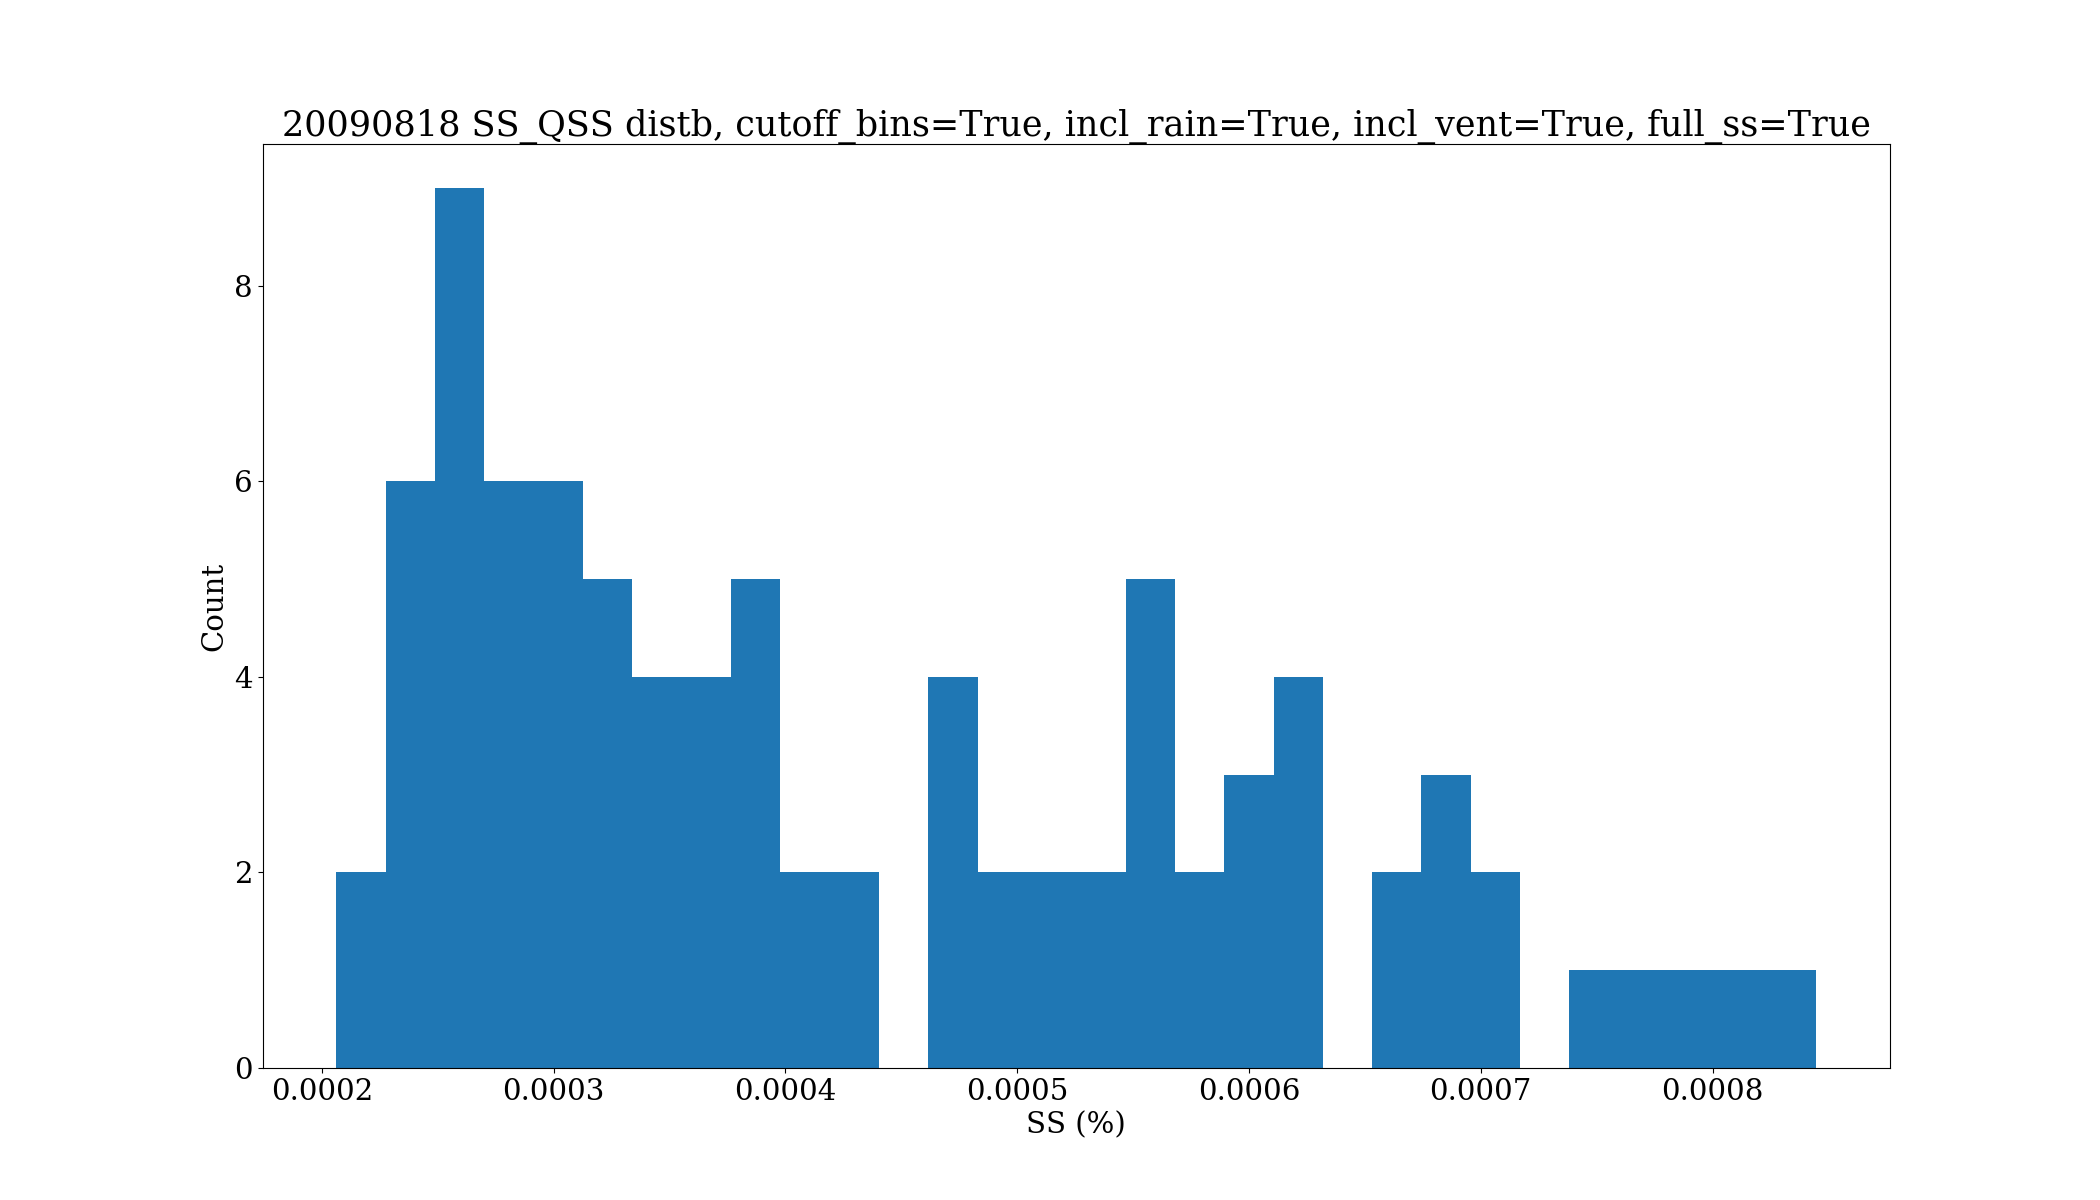 20090818 SS_QSS distb, cutoff_bins=True, incl_rain=True, incl_vent=True, full_ss=True
8
6
4
2
0
Count
0.0002 0.0003 0.0004 0.0005 0.0006 0.0007 0.0008
SS (%)